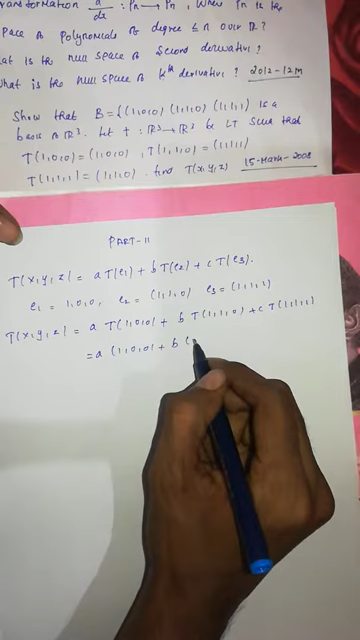 ransformation d/dx : Pn → Pn, when Pn is the
space of polynomials of degree ≤ n over R?
hat is the null space of second derivative?
What is the null space of kth derivative? 2012-12M
Show that B={(1,0,0) (1,1,0) (1,1,1)} is a
basis of R³. Let T: R³→R³ be LT such that
T(1,0,0)=(1,0,0), T(1,1,0)=(1,1,1)
T(1,1,1)=(1,1,0). find T(x,y,z) 15-Mark-2008
PART-II
T(x,y,z)= a T(e1)+ b T(e2)+ c T(e3).
e1 = 1,0,0, e2 = (1,1,0) e3 = (1,1,1)
T(x,y,z)= a T(1,0,0)+ b T(1,1,0)+ c T(1,1,1)
=a (1,0,0)+ b (